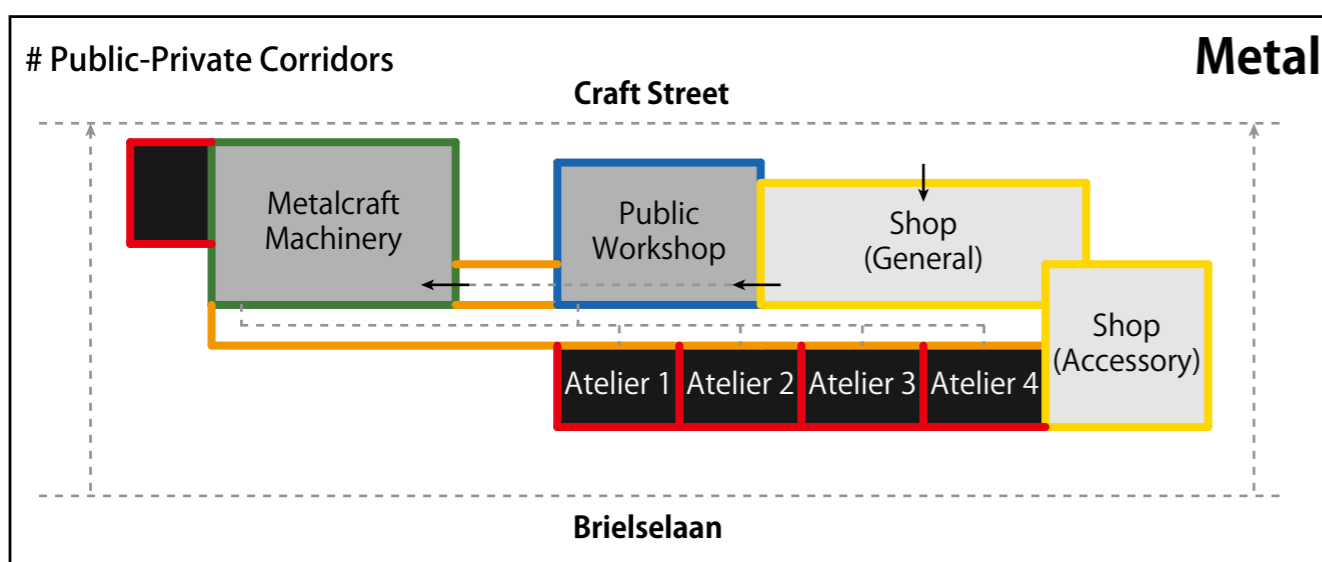 # Public-Private Corridors
Metal
Craft Street
Metalcraft
Machinery
Public
Workshop
Shop
(General)
Shop
(Accessory)
Atelier 1
Atelier 2
Atelier 3
Atelier 4
Brielselaan